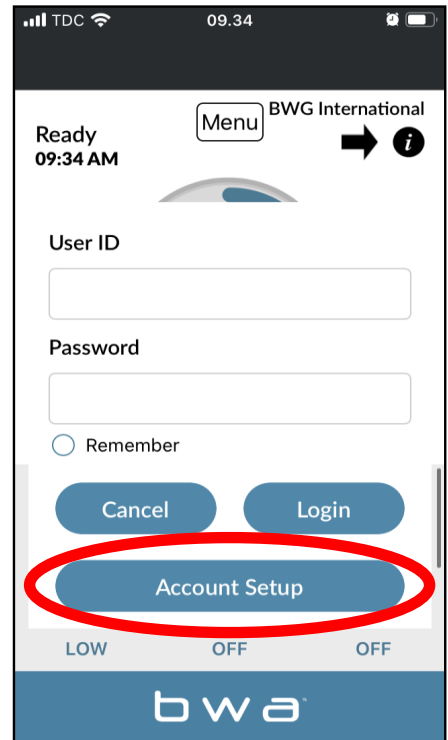 TDC 09.34
BWG International
Menu
Ready
09:34 AM
i
User ID
Password
Remember
Cancel Login
Account Setup
LOW OFF OFF
bwa